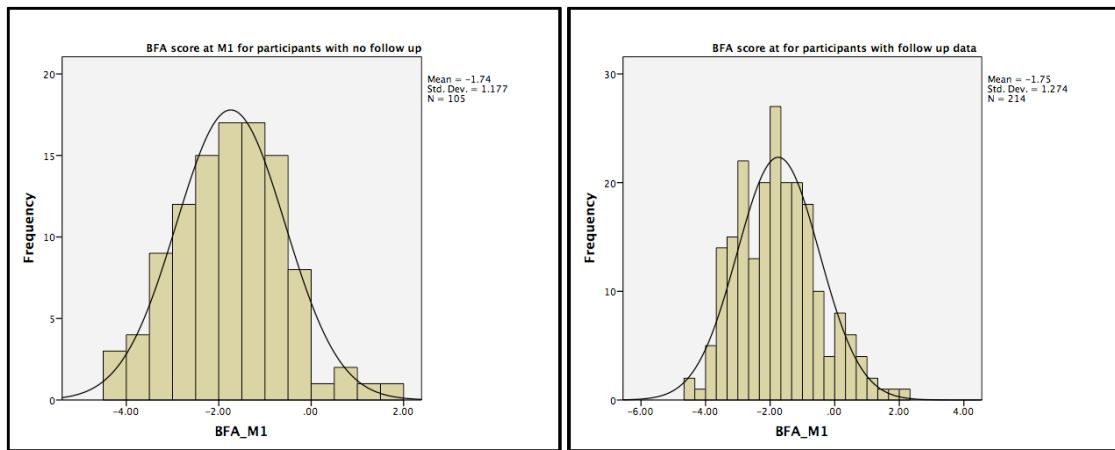 BFA score at M1 for participants with no follow up
Mean = -1.74
Std. Dev. = 1.177
N = 105
20
15
10
5
0
Frequency
-4.00 -2.00 .00 2.00
BFA_M1
BFA score at for participants with follow up data
Mean = -1.75
Std. Dev. = 1.274
N = 214
30
20
10
0
Frequency
-6.00 -4.00 -2.00 .00 2.00 4.00
BFA_M1